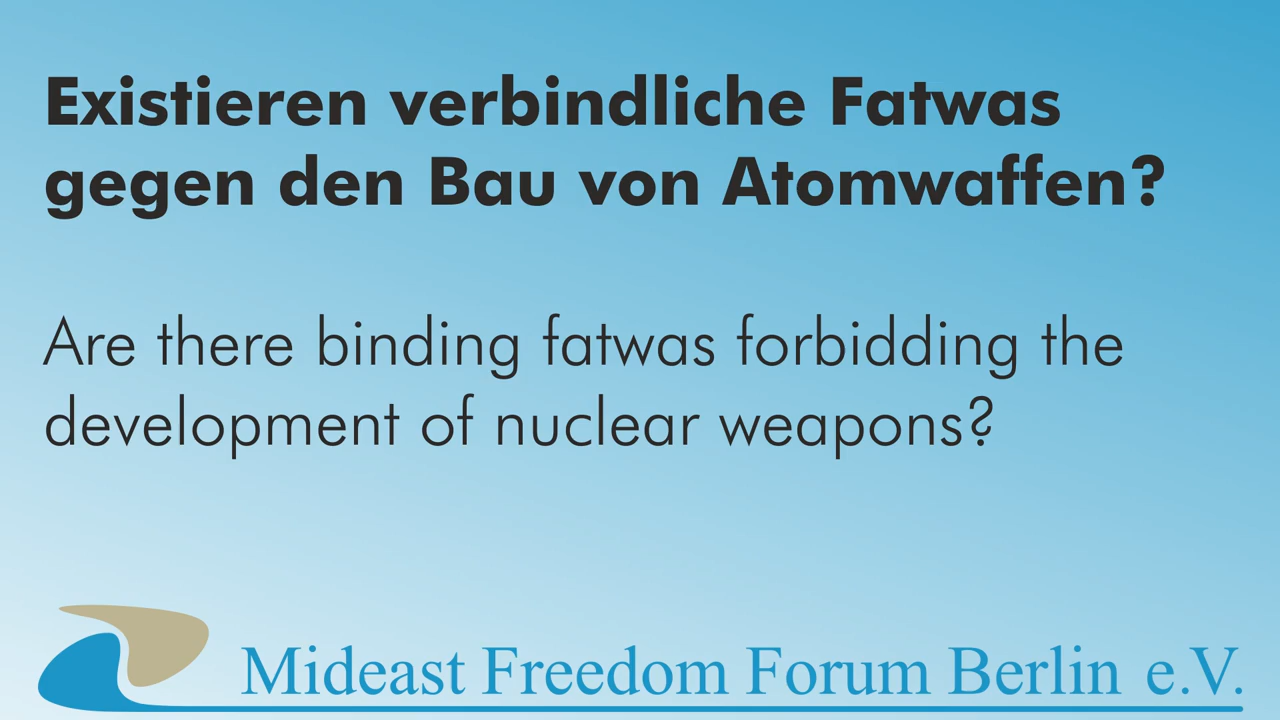 Existieren verbindliche Fatwas
gegen den Bau von Atomwaffen?
Are there binding fatwas forbidding the
development of nuclear weapons?
Mideast Freedom Forum Berlin e.V.